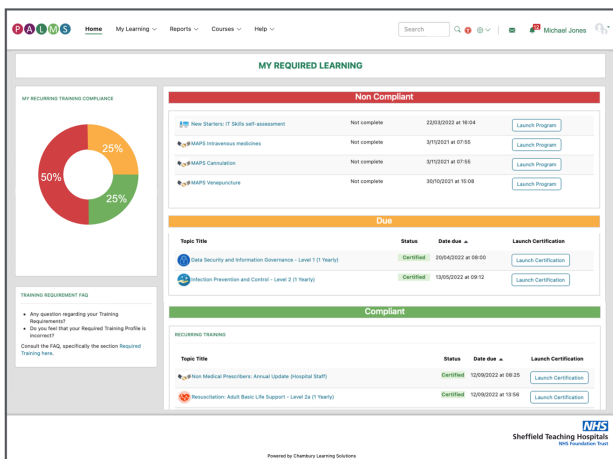 PALMS Home My Learning Reports Courses Help Search 12 Michael Jones
MY REQUIRED LEARNING
MY RECURRING TRAINING COMPLIANCE
25%
50%
25%
Non Compliant
New Starters: IT Skills self-assessment Not complete 22/03/2022 at 16:04 Launch Program
MAPS Intravenous medicines Not complete 3/11/2021 at 07:55 Launch Program
MAPS Cannulation Not complete 3/11/2021 at 07:55 Launch Program
MAPS Venepuncture Not complete 30/10/2021 at 15:08 Launch Program
Due
Topic Title Status Date due Launch Certification
Data Security and Information Governance - Level 1 (1 Yearly) Certified 20/04/2022 at 08:00 Launch Certification
Infection Prevention and Control - Level 2 (1 Yearly) Certified 13/05/2022 at 09:12 Launch Certification
TRAINING REQUIREMENT FAQ
Any question regarding your Training
Requirements?
Do you feel that your Required Training Profile is
incorrect?
Consult the FAQ, specifically the section Required
Training here.
Compliant
RECURRING TRAINING
Topic Title Status Date due Launch Certification
Non Medical Prescribers: Annual Update (Hospital Staff) Certified 12/09/2022 at 08:25 Launch Certification
Resuscitation: Adult Basic Life Support - Level 2a (1 Yearly) Certified 12/09/2022 at 13:56 Launch Certification
NHS
Sheffield Teaching Hospitals
NHS Foundation Trust
Powered by Chambury Learning Solutions